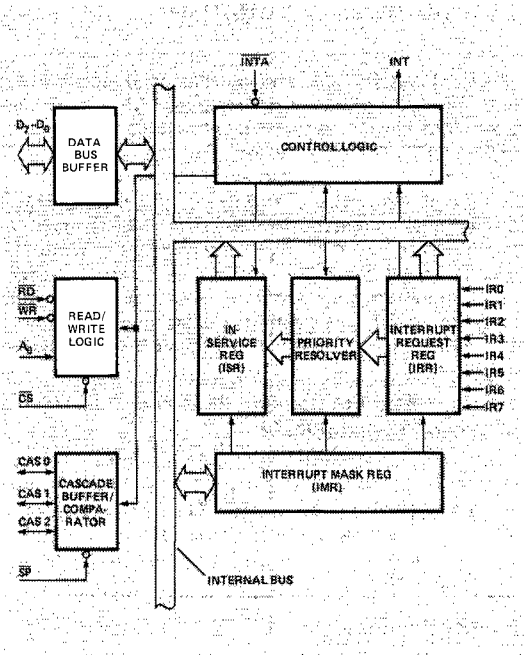 INTA
INT
D7-D0
DATA
BUS
BUFFER
CONTROL LOGIC
RD
WR
A0
CS
READ/
WRITE
LOGIC
IN
SERVICE
REG
(ISR)
PRIORITY
RESOLVER
INTERRUPT
REQUEST
REG
(IRR)
IR0
IR1
IR2
IR3
IR4
IR5
IR6
IR7
CAS 0
CAS 1
CAS 2
SP
CASCADE
BUFFER/
COMPA-
RATOR
INTERRUPT MASK REG
(IMR)
INTERNAL BUS